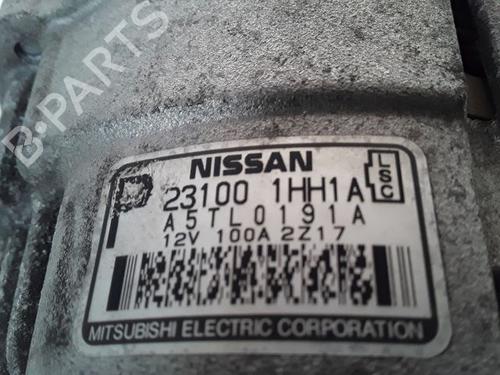 B-PARTS
NISSAN
23100 1HH1A
LSC
A5TL0191A
12V 100A 2Z17
MITSUBISHI ELECTRIC CORPORATION